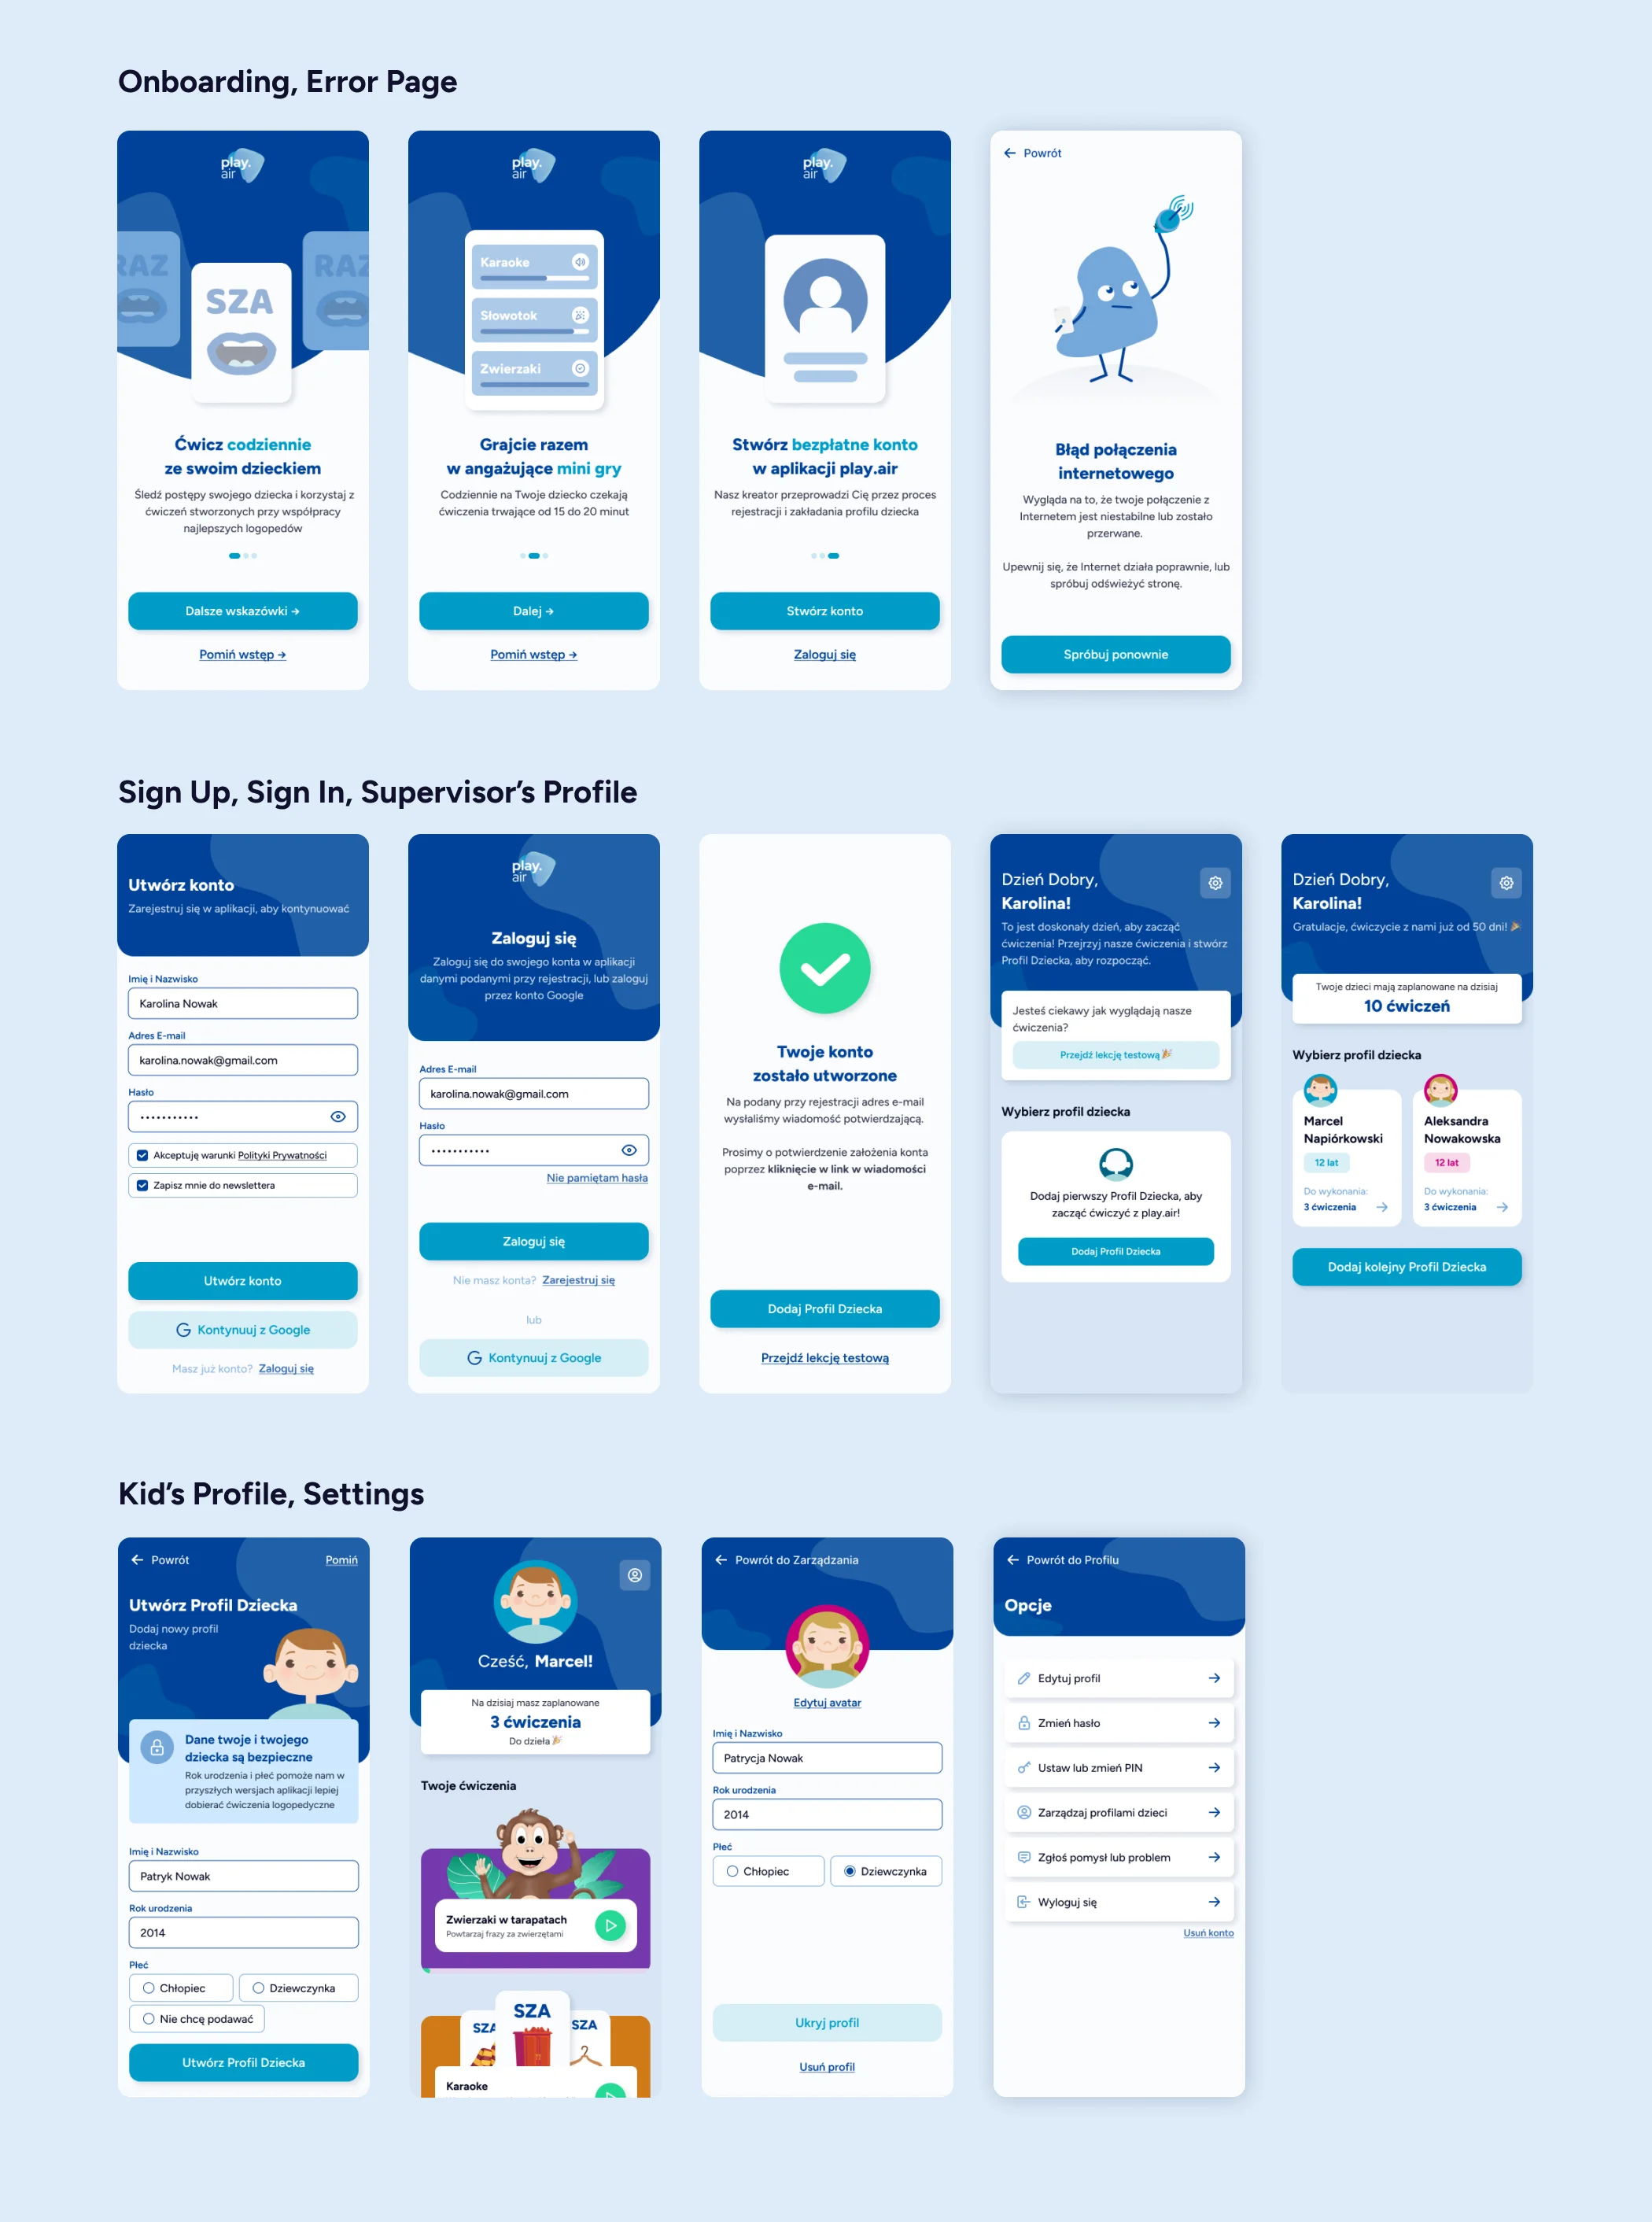 Onboarding, Error Page
play.
air
RAZ
RAZ
SZA
Ćwicz codziennie
ze swoim dzieckiem
Śledź postępy swojego dziecka i korzystaj z
ćwiczeń stworzonych przy współpracy
najlepszych logopedów
Dalsze wskazówki →
Pomiń wstęp →
play.
air
Karaoke
Słowotok
Zwierzaki
Grajcie razem
w angażujące mini gry
Codziennie na Twoje dziecko czekają
ćwiczenia trwające od 15 do 20 minut
Dalej →
Pomiń wstęp →
play.
air
Stwórz bezpłatne konto
w aplikacji play.air
Nasz kreator przeprowadzi Cię przez proces
rejestracji i zakładania profilu dziecka
Stwórz konto
Zaloguj się
← Powrót
Błąd połączenia
internetowego
Wygląda na to, że twoje połączenie z
Internetem jest niestabilne lub zostało
przerwane.
Upewnij się, że Internet działa poprawnie, lub
spróbuj odświeżyć stronę.
Spróbuj ponownie
Sign Up, Sign In, Supervisor’s Profile
Utwórz konto
Zarejestruj się w aplikacji, aby kontynuować
Imię i Nazwisko
Karolina Nowak
Adres E-mail
karolina.nowak@gmail.com
Hasło
•••••••••••
Akceptuję warunki Polityki Prywatności
Zapisz mnie do newslettera
Utwórz konto
G Kontynuuj z Google
Masz już konto? Zaloguj się
play.
air
Zaloguj się
Zaloguj się do swojego konta w aplikacji
danymi podanymi przy rejestracji, lub zaloguj
przez konto Google
Adres E-mail
karolina.nowak@gmail.com
Hasło
•••••••••••
Nie pamiętam hasła
Zaloguj się
Nie masz konta? Zarejestruj się
lub
G Kontynuuj z Google
Twoje konto
zostało utworzone
Na podany przy rejestracji adres e-mail
wysłaliśmy wiadomość potwierdzającą.
Prosimy o potwierdzenie założenia konta
poprzez kliknięcie w link w wiadomości
e-mail.
Dodaj Profil Dziecka
Przejdź lekcję testową
Dzień Dobry,
Karolina!
To jest doskonały dzień, aby zacząć
ćwiczenia! Przejrzyj nasze ćwiczenia i stwórz
Profil Dziecka, aby rozpocząć.
Jesteś ciekawy jak wyglądają nasze
ćwiczenia?
Przejdź lekcję testową🎉
Wybierz profil dziecka
Dodaj pierwszy Profil Dziecka, aby
zacząć ćwiczyć z play.air!
Dodaj Profil Dziecka
Dzień Dobry,
Karolina!
Gratulacje, ćwiczycie z nami już od 50 dni! 🎉
Twoje dzieci mają zaplanowane na dzisiaj
10 ćwiczeń
Wybierz profil dziecka
Marcel
Napiórkowski
12 lat
Do wykonania:
3 ćwiczenia →
Aleksandra
Nowakowska
12 lat
Do wykonania:
3 ćwiczenia →
Dodaj kolejny Profil Dziecka
Kid’s Profile, Settings
← Powrót
Pomiń
Utwórz Profil Dziecka
Dodaj nowy profil
dziecka
Dane twoje i twojego
dziecka są bezpieczne
Rok urodzenia i płeć pomoże nam w
przyszłych wersjach aplikacji lepiej
dobierać ćwiczenia logopedyczne
Imię i Nazwisko
Patryk Nowak
Rok urodzenia
2014
Płeć
Chłopiec
Dziewczynka
Nie chcę podawać
Utwórz Profil Dziecka
Cześć, Marcel!
Na dzisiaj masz zaplanowane
3 ćwiczenia
Do dzieła🎉
Twoje ćwiczenia
Zwierzaki w tarapatach
Powtarzaj frazy za zwierzętami
SZA
SZA
SZA
Karaoke
← Powrót do Zarządzania
Edytuj avatar
Imię i Nazwisko
Patrycja Nowak
Rok urodzenia
2014
Płeć
Chłopiec
Dziewczynka
Ukryj profil
Usuń profil
← Powrót do Profilu
Opcje
Edytuj profil →
Zmień hasło →
Ustaw lub zmień PIN →
Zarządzaj profilami dzieci →
Zgłoś pomysł lub problem →
Wyloguj się →
Usuń konto